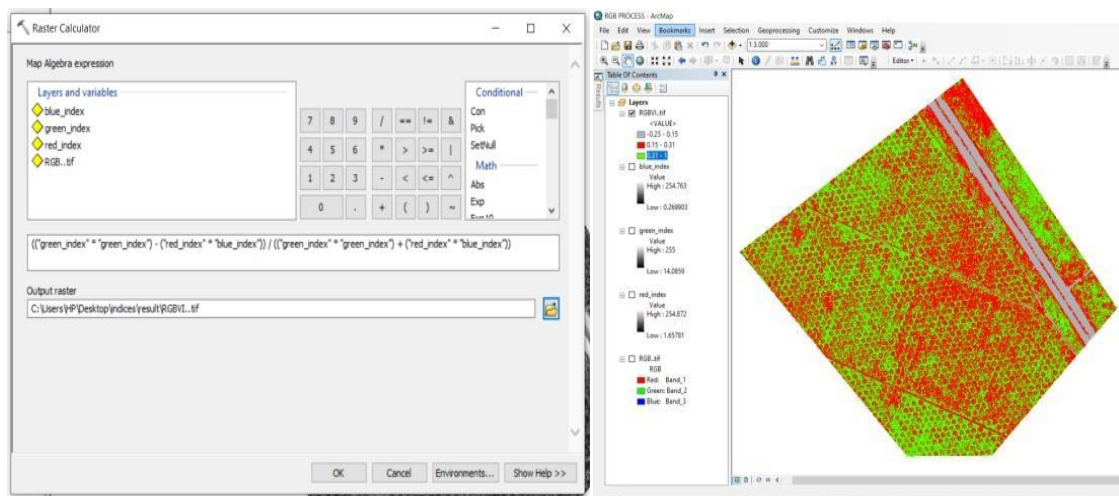 Raster Calculator
Map Algebra expression
Layers and variables
blue_index
green_index
red_index
RGB..tif
7 8 9 / == != &
4 5 6 * > >= |
1 2 3 - < <= ^
0 . + ( ) ~
Conditional
Con
Pick
SetNull
Math
Abs
Exp
Exp10
(("green_index" * "green_index") - ("red_index" * "blue_index")) / (("green_index" * "green_index") + ("red_index" * "blue_index"))
Output raster
C:\Users\HP\Desktop\indices\result\RGBVI..tif
OK Cancel Environments... Show Help >>
RGB PROCESS - ArcMap
File Edit View Bookmarks Insert Selection Geoprocessing Customize Windows Help
1:3,000
Editor
Results
Table Of Contents
Layers
RGBVI..tif
<VALUE>
-0.25 - 0.15
0.15 - 0.31
0.31 - 1
blue_index
Value
High : 254.763
Low : 0.269903
green_index
Value
High : 255
Low : 14.0859
red_index
Value
High : 254.872
Low : 1.65781
RGB..tif
RGB
Red: Band_1
Green: Band_2
Blue: Band_3